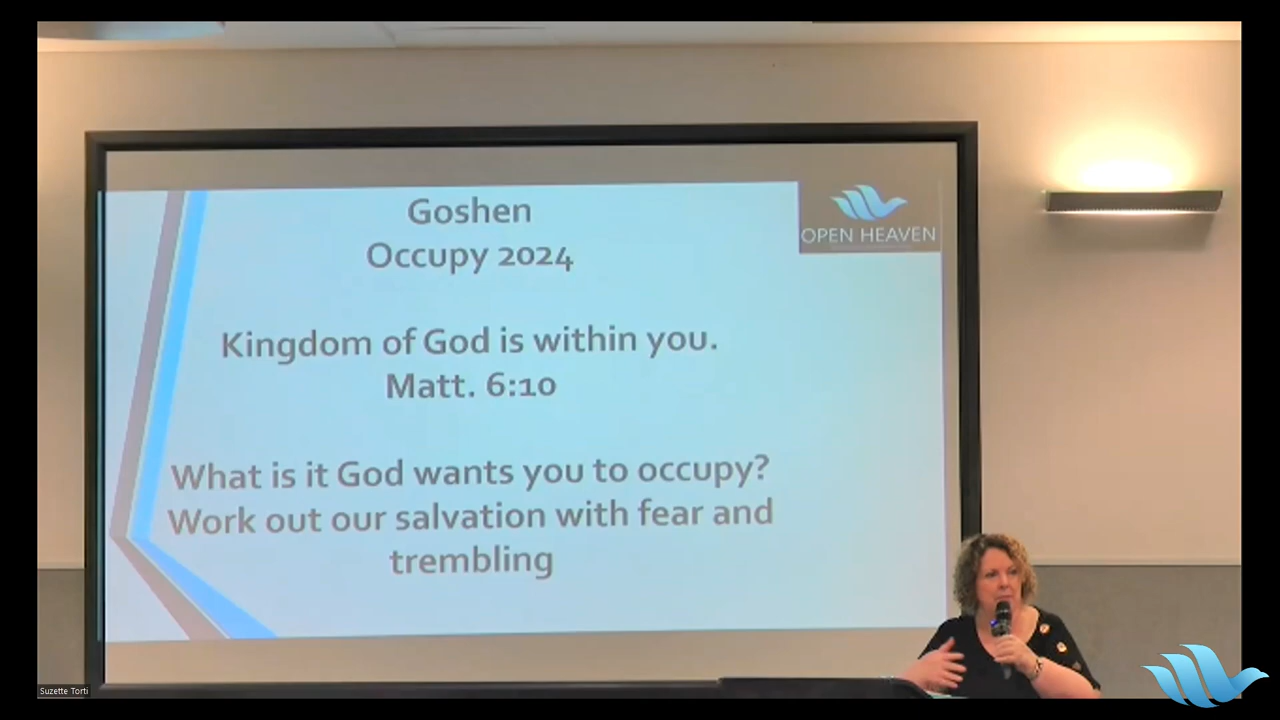 Goshen
Occupy 2024
OPEN HEAVEN
Kingdom of God is within you.
Matt. 6:10
What is it God wants you to occupy?
Work out our salvation with fear and
trembling
Suzette Torti